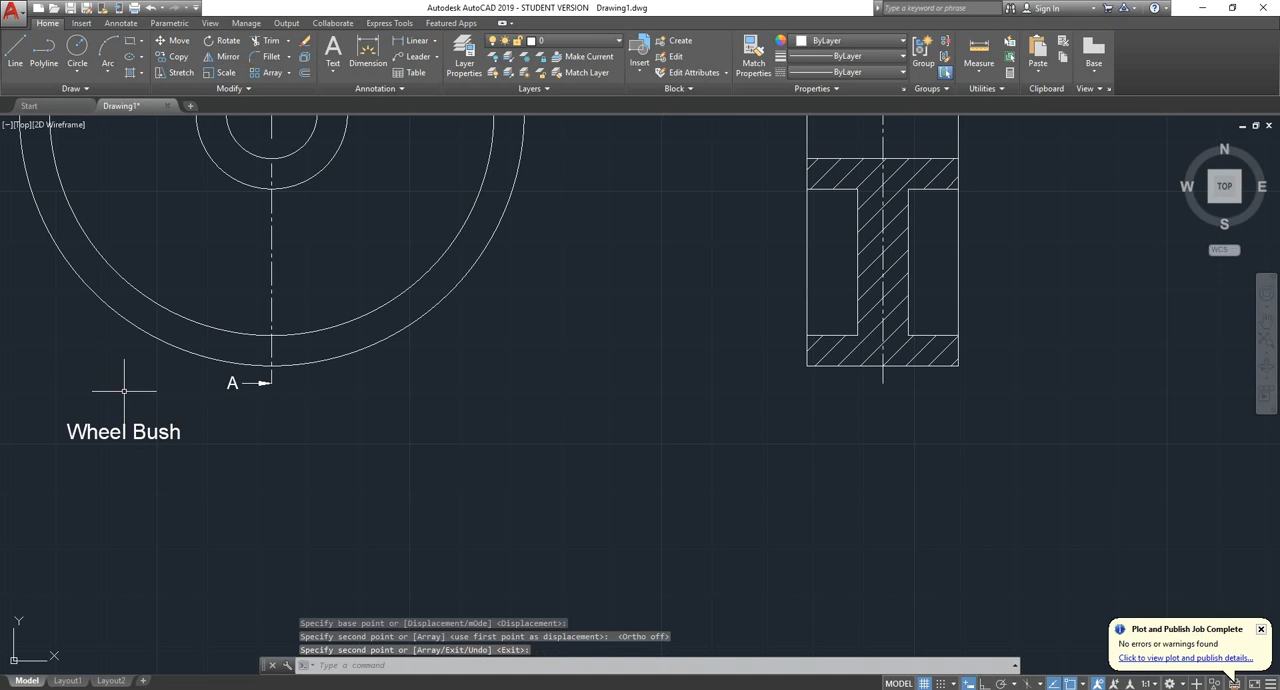 Autodesk AutoCAD 2019 - STUDENT VERSION Drawing1.dwg
Type a keyword or phrase
Sign In
Home Insert Annotate Parametric View Manage Output Collaborate Express Tools Featured Apps
Line Polyline Circle Arc
Move Rotate Trim
Copy Mirror Fillet
Stretch Scale Array
Text Dimension
Linear
Leader
Table
Layer Properties
0
Make Current
Match Layer
Insert
Create
Edit
Edit Attributes
Match Properties
ByLayer
ByLayer
ByLayer
Group
Measure
Paste
Base
Draw Modify Annotation Layers Block Properties Groups Utilities Clipboard View
Start Drawing1*
[−][Top][2D Wireframe]
N
W TOP E
S
WCS
A
Wheel Bush
Specify base point or [Displacement/mOde] <Displacement>:
Specify second point or [Array] <use first point as displacement>: <Ortho off>
Specify second point or [Array/Exit/Undo] <Exit>:
Type a command
Y
X
Plot and Publish Job Complete
No errors or warnings found
Click to view plot and publish details...
Model Layout1 Layout2
MODEL
1:1